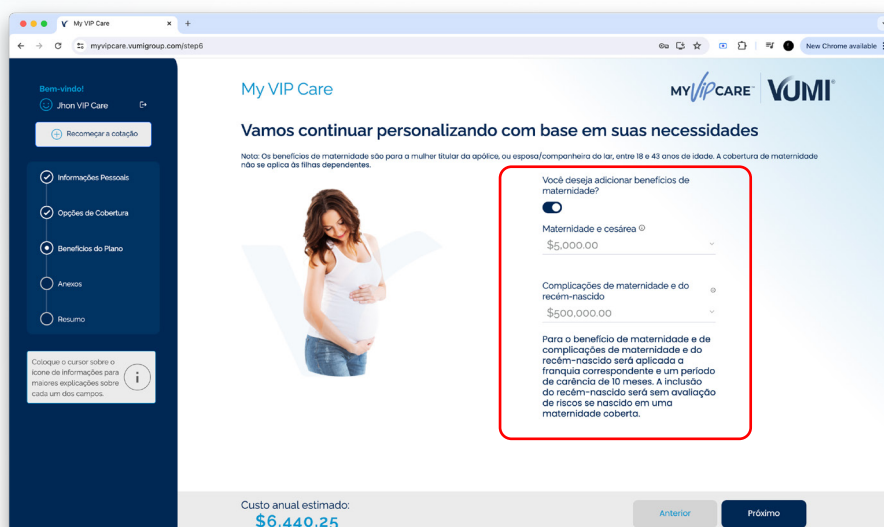 My VIP Care
myvipcare.vumigroup.com/step6
New Chrome available
Bem-vindo!
Jhon VIP Care
Recomeçar a cotação
Informações Pessoais
Opções de Cobertura
Benefícios do Plano
Anexos
Resumo
Coloque o cursor sobre o
ícone de informações para
maiores explicações sobre
cada um dos campos.
i
My VIP Care
MY VIP CARE™ VUMI®
Vamos continuar personalizando com base em suas necessidades
Nota: Os benefícios de maternidade são para a mulher titular da apólice, ou esposa/companheira do lar, entre 18 e 43 anos de idade. A cobertura de maternidade
não se aplica às filhas dependentes.
Você deseja adicionar benefícios de
maternidade?
Maternidade e cesárea
$5,000.00
Complicações de maternidade e do
recém-nascido
$500,000.00
Para o benefício de maternidade e de
complicações de maternidade e do
recém-nascido será aplicada a
franquia correspondente e um período
de carência de 10 meses. A inclusão
do recém-nascido será sem avaliação
de riscos se nascido em uma
maternidade coberta.
Custo anual estimado:
$6,440.25
Anterior
Próximo